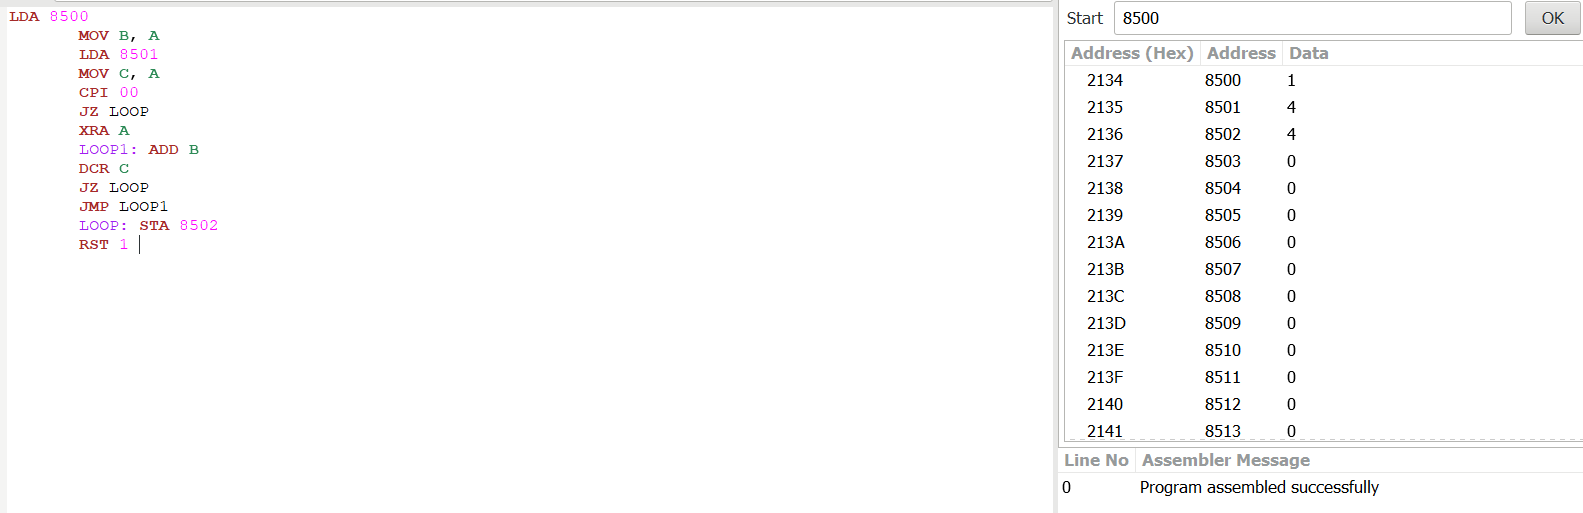 LDA 8500
MOV B, A
LDA 8501
MOV C, A
CPI 00
JZ LOOP
XRA A
LOOP1: ADD B
DCR C
JZ LOOP
JMP LOOP1
LOOP: STA 8502
RST 1
Start 8500 OK
Address (Hex) Address Data
2134 8500 1
2135 8501 4
2136 8502 4
2137 8503 0
2138 8504 0
2139 8505 0
213A 8506 0
213B 8507 0
213C 8508 0
213D 8509 0
213E 8510 0
213F 8511 0
2140 8512 0
2141 8513 0
Line No Assembler Message
0 Program assembled successfully